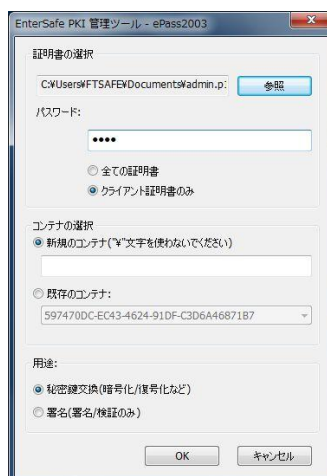 EnterSafe PKI 管理ツール - ePass2003
証明書の選択
C:¥Users¥FTSAFE¥Documents¥admin.p:
参照
パスワード:
••••
全ての証明書
クライアント証明書のみ
コンテナの選択
新規のコンテナ("¥"文字を使わないでください)
既存のコンテナ:
597470DC-EC43-4624-91DF-C3D6A46871B7
用途:
秘密鍵交換(暗号化/復号化など)
署名(署名/検証のみ)
OK
キャンセル